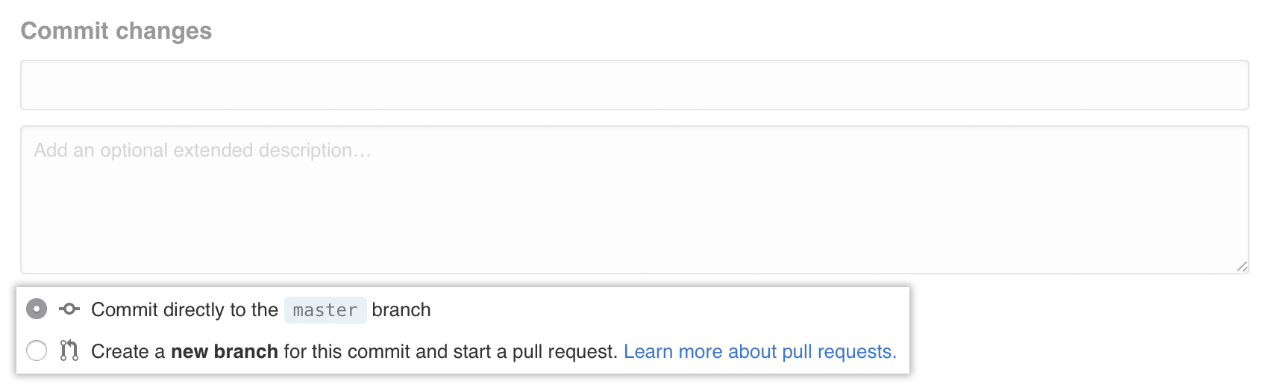 Commit changes
Add an optional extended description…
Commit directly to the master branch
Create a new branch for this commit and start a pull request. Learn more about pull requests.